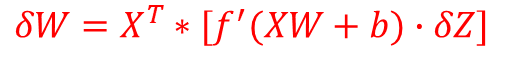 δW = X^T * [f′(XW + b) · δZ]